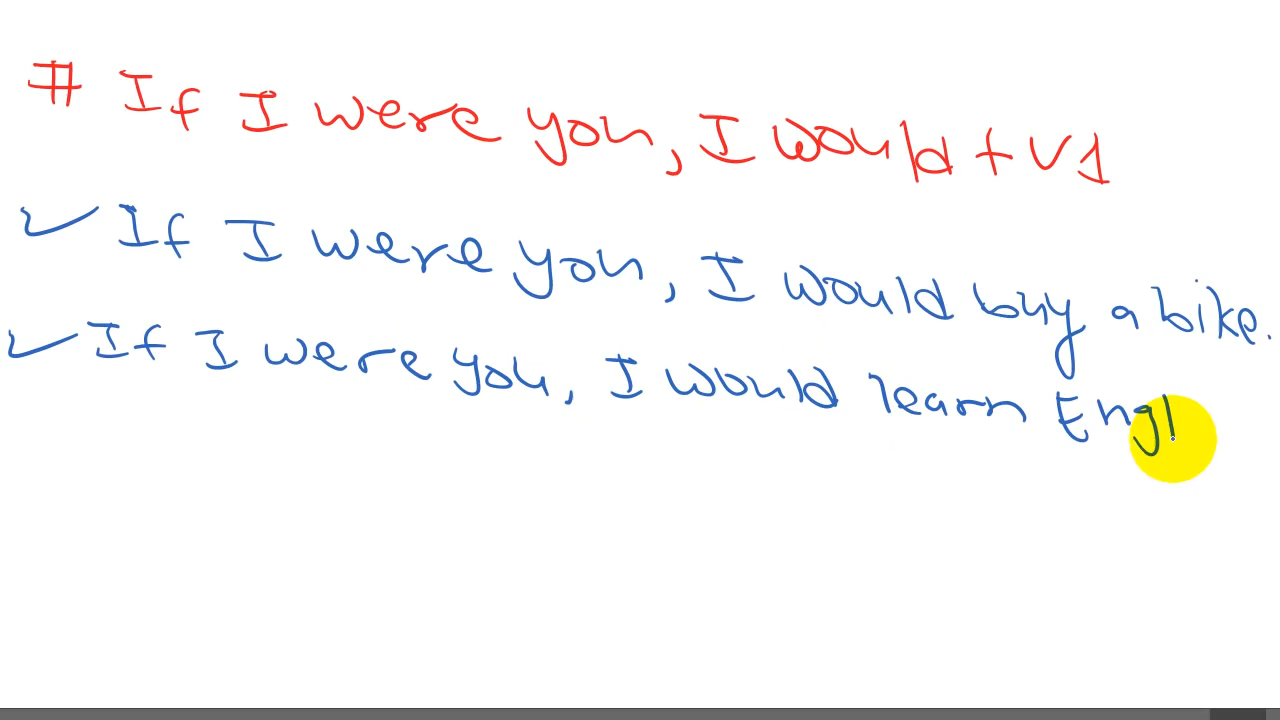 # If I were you, I would + V1
✓ If I were you, I would buy a bike.
✓ If I were you, I would learn Engl